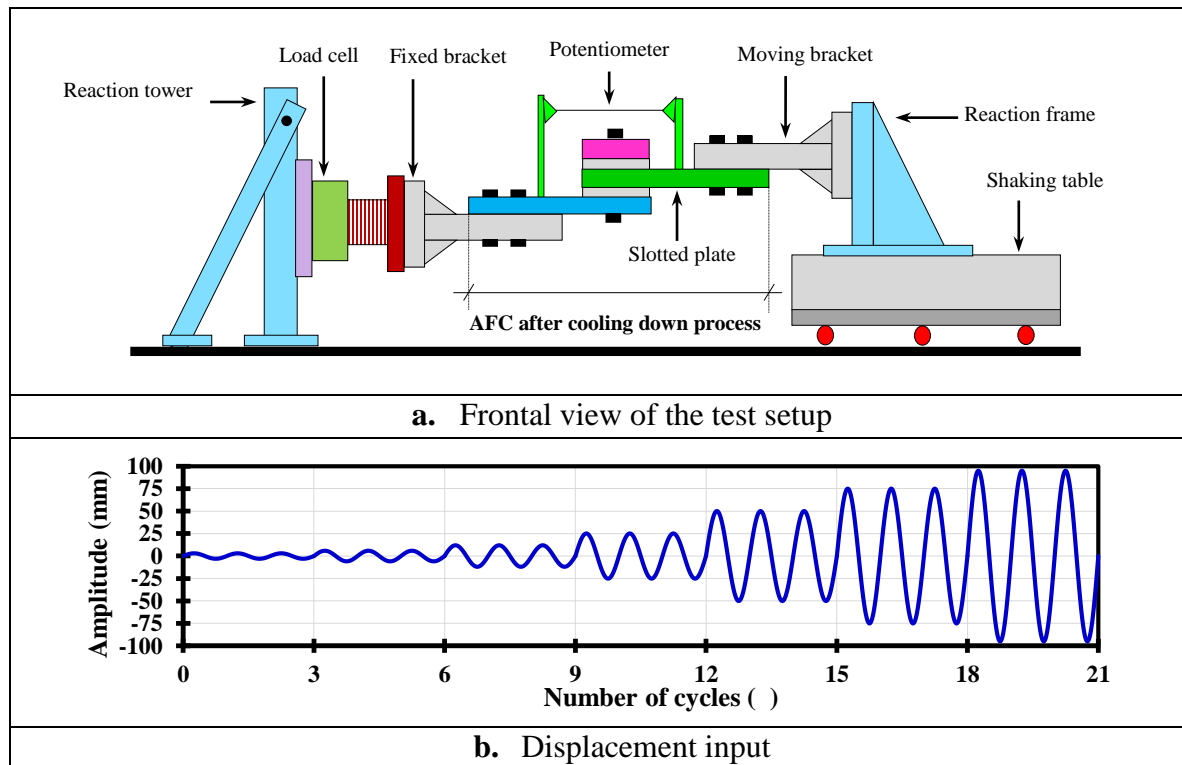 Potentiometer
Load cell
Fixed bracket
Moving bracket
Reaction tower
Reaction frame
Shaking table
Slotted plate
AFC after cooling down process
a. Frontal view of the test setup
100
75
50
25
0
-25
-50
-75
-100
Amplitude (mm)
0 3 6 9 12 15 18 21
Number of cycles ( )
b. Displacement input